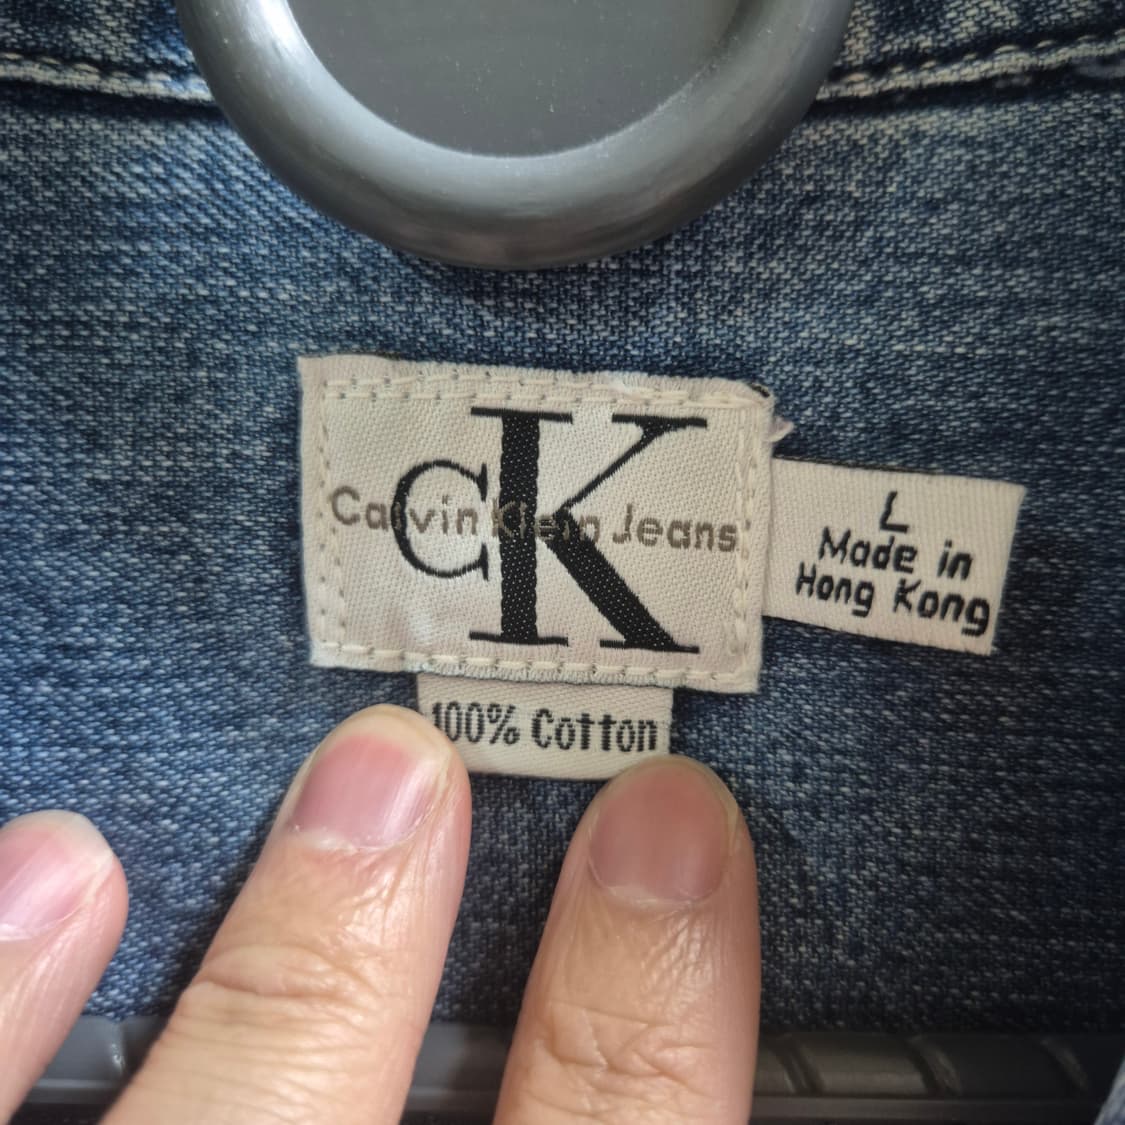 CK
Calvin Klein Jeans
L
Made in
Hong Kong
100% Cotton